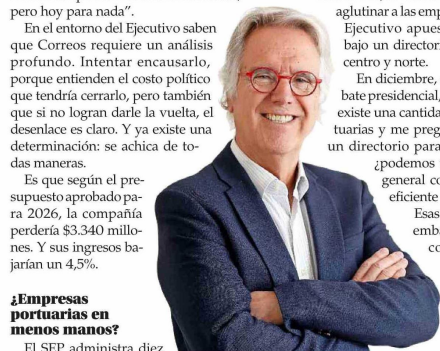 pero hoy para nada”.
En el entorno del Ejecutivo saben
que Correos requiere un análisis
profundo. Intentar encausarlo,
porque entienden el costo político
que tendría cerrarlo, pero también
que si no logran darle la vuelta, el
desenlace es claro. Y ya existe una
determinación: se achica de to-
das maneras.
Es que según el pre-
supuesto aprobado pa-
ra 2026, la compañía
perdería $3.340 millo-
nes. Y sus ingresos ba-
jarían un 4,5%.
¿Empresas
portuarias en
menos manos?
El SEP administra diez
aglutinar a las emp
Ejecutivo apues
bajo un director
centro y norte.
En diciembre,
bate presidencial,
existe una cantida
tuarias y me preg
un directorio para
¿podemos
general co
eficiente
Esas
emba
co